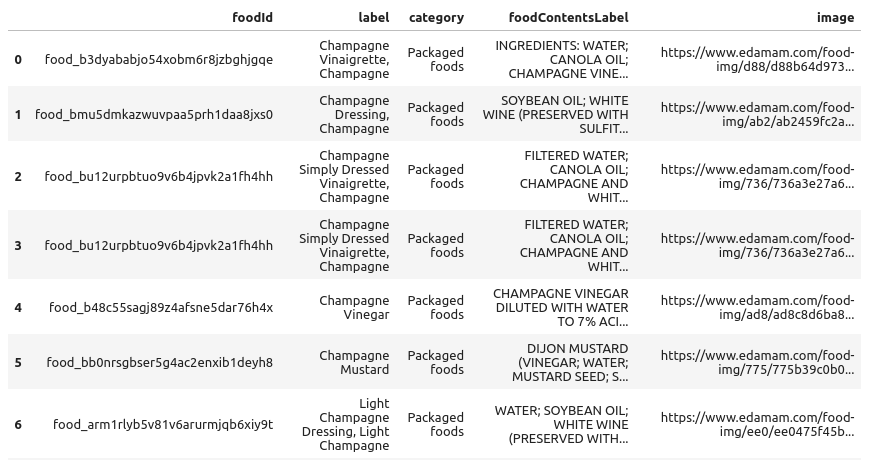 foodId label category foodContentsLabel image
0 food_b3dyababjo54xobm6r8jzbghjgqe Champagne Vinaigrette, Champagne Packaged foods INGREDIENTS: WATER; CANOLA OIL; CHAMPAGNE VINE... https://www.edamam.com/food-img/d88/d88b64d973...
1 food_bmu5dmkazwuvpaa5prh1daa8jxs0 Champagne Dressing, Champagne Packaged foods SOYBEAN OIL; WHITE WINE (PRESERVED WITH SULFIT... https://www.edamam.com/food-img/ab2/ab2459fc2a...
2 food_bu12urpbtuo9v6b4jpvk2a1fh4hh Champagne Simply Dressed Vinaigrette, Champagne Packaged foods FILTERED WATER; CANOLA OIL; CHAMPAGNE AND WHIT... https://www.edamam.com/food-img/736/736a3e27a6...
3 food_bu12urpbtuo9v6b4jpvk2a1fh4hh Champagne Simply Dressed Vinaigrette, Champagne Packaged foods FILTERED WATER; CANOLA OIL; CHAMPAGNE AND WHIT... https://www.edamam.com/food-img/736/736a3e27a6...
4 food_b48c55sagj89z4afsne5dar76h4x Champagne Vinegar Packaged foods CHAMPAGNE VINEGAR DILUTED WITH WATER TO 7% ACI... https://www.edamam.com/food-img/ad8/ad8c8d6ba8...
5 food_bb0nrsgbser5g4ac2enxib1deyh8 Champagne Mustard Packaged foods DIJON MUSTARD (VINEGAR; WATER; MUSTARD SEED; S... https://www.edamam.com/food-img/775/775b39c0b0...
6 food_arm1rlyb5v81v6arurmjqb6xiy9t Light Champagne Dressing, Light Champagne Packaged foods WATER; SOYBEAN OIL; WHITE WINE (PRESERVED WITH... https://www.edamam.com/food-img/ee0/ee0475f45b...